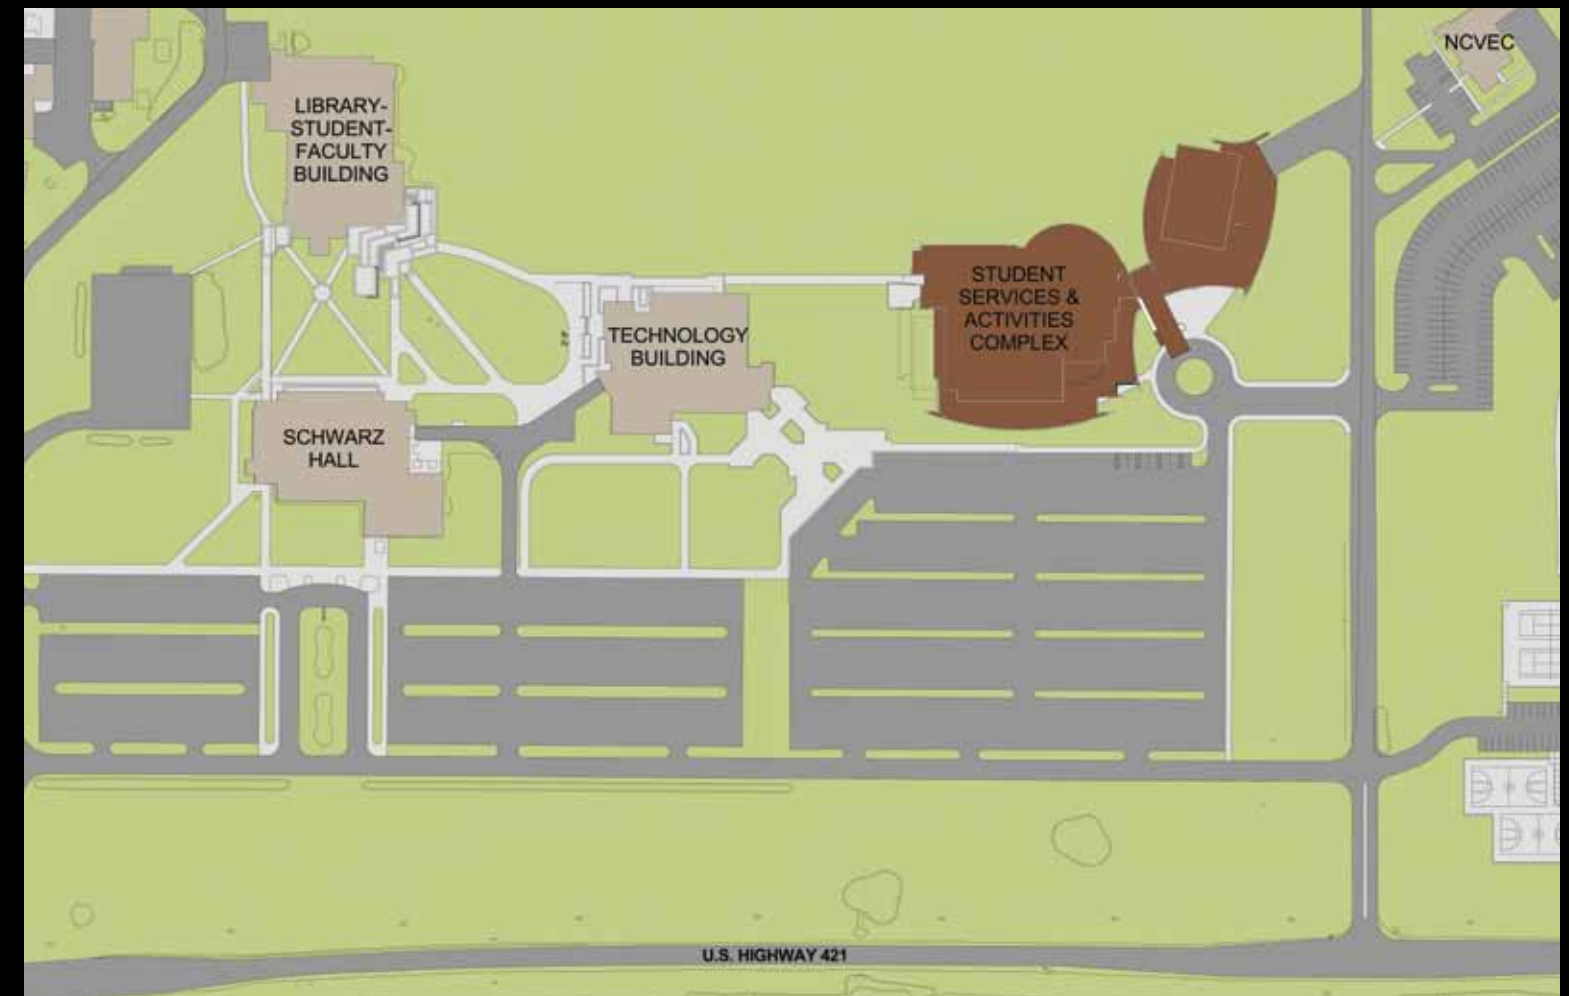 NCVEC
LIBRARY-
STUDENT-
FACULTY
BUILDING
STUDENT
SERVICES &
ACTIVITIES
COMPLEX
TECHNOLOGY
BUILDING
SCHWARZ
HALL
U.S. HIGHWAY 421